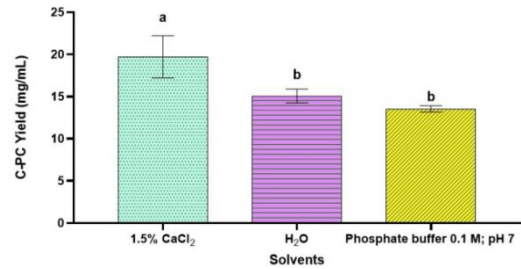 C-PC Yield (mg/mL)
25
20
15
10
5
0
a
b
b
1.5% CaCl₂
H₂O
Phosphate buffer 0.1 M; pH 7
Solvents